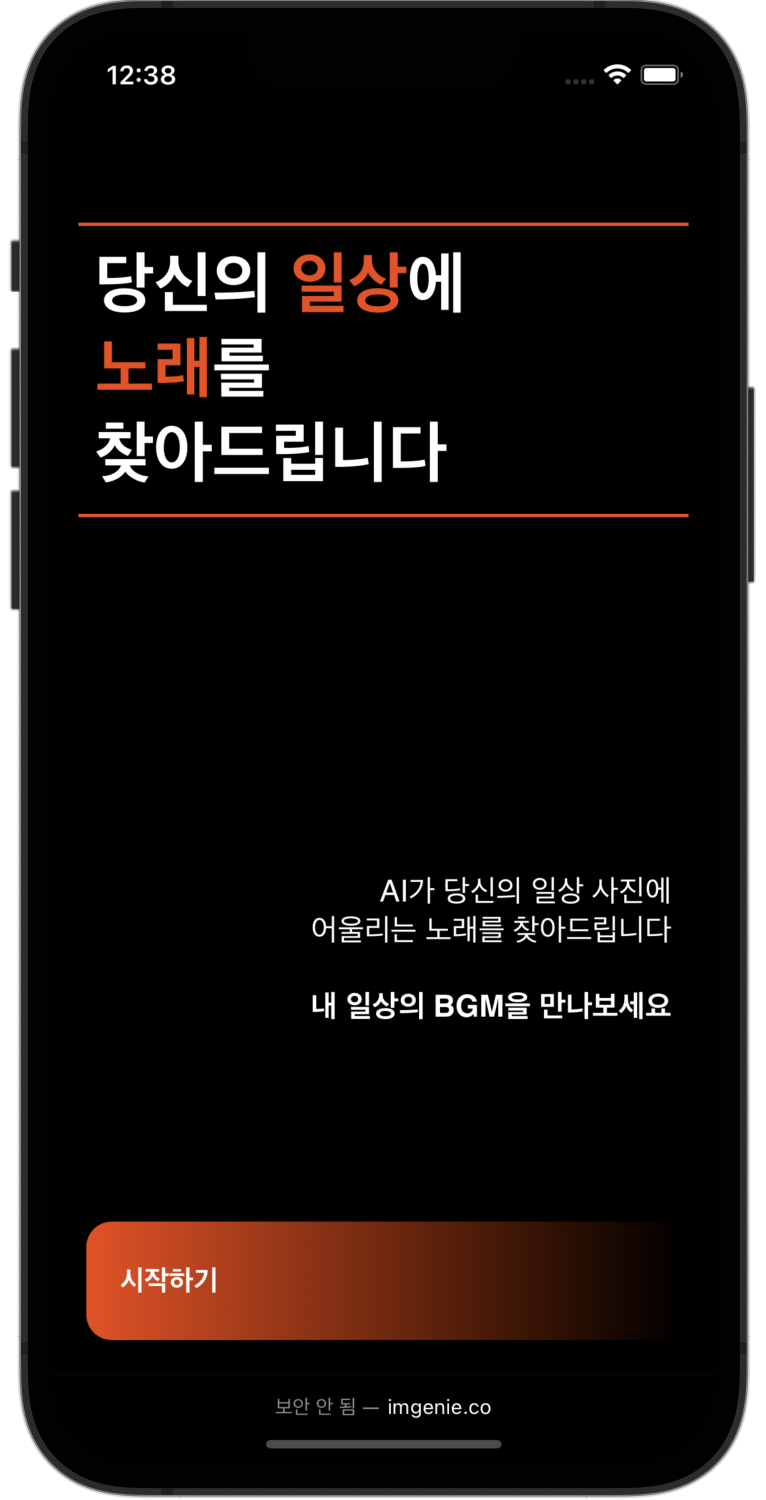 12:38
당신의 일상에
노래를
찾아드립니다
AI가 당신의 일상 사진에
어울리는 노래를 찾아드립니다
내 일상의 BGM을 만나보세요
시작하기
보안 안 됨 — imgenie.co